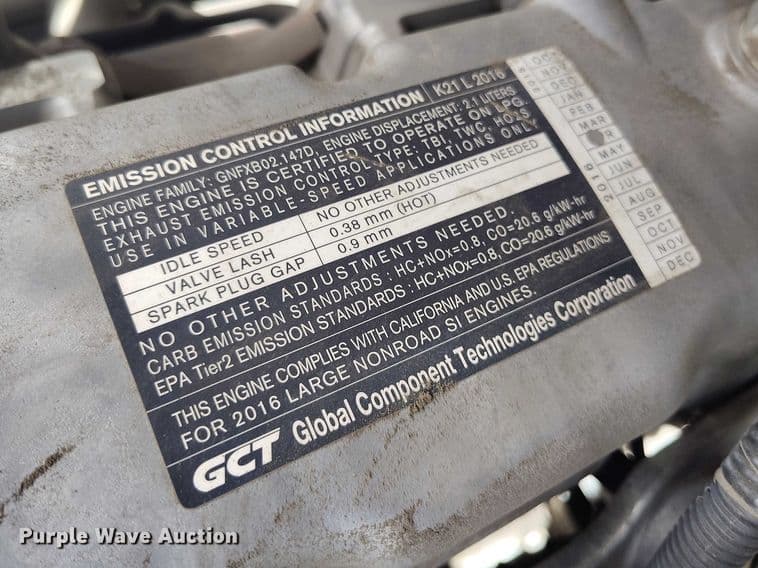 EMISSION CONTROL INFORMATION K21 L 2016
ENGINE FAMILY: GNFXB02.147D, ENGINE DISPLACEMENT: 2.1 LITERS
THIS ENGINE IS CERTIFIED TO OPERATE ON LPG.
EXHAUST EMISSION CONTROL TYPE: TBI, TWC, HO2S
USE IN VARIABLE-SPEED APPLICATIONS ONLY
IDLE SPEED NO OTHER ADJUSTMENTS NEEDED
VALVE LASH 0.38 mm (HOT)
SPARK PLUG GAP 0.9 mm
NO OTHER ADJUSTMENTS NEEDED.
CARB EMISSION STANDARDS : HC+NOx=0.8, CO=20.6 g/kW-hr
EPA Tier2 EMISSION STANDARDS : HC+NOx=0.8, CO=20.6 g/kW-hr
THIS ENGINE COMPLIES WITH CALIFORNIA AND U.S. EPA REGULATIONS
FOR 2016 LARGE NONROAD SI ENGINES.
GCT Global Component Technologies Corporation
OCT
NOV
DEC
JAN
FEB
MAR
MAY
JUN
JUL
AUG
SEP
OCT
NOV
DEC
2016
Purple Wave Auction